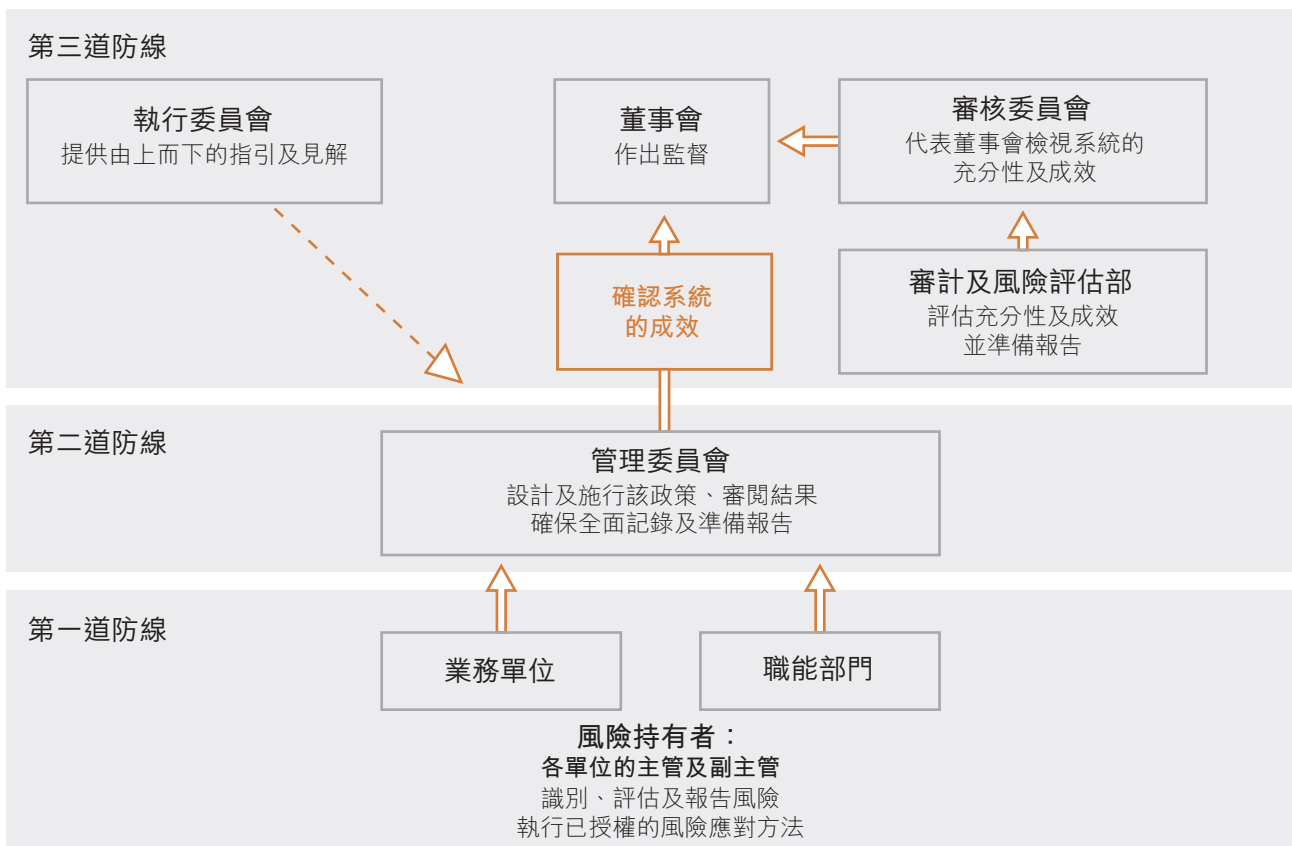 第三道防線
執行委員會
提供由上而下的指引及見解
董事會
作出監督
審核委員會
代表董事會檢視系統的
充分性及成效
確認系統
的成效
審計及風險評估部
評估充分性及成效
並準備報告
第二道防線
管理委員會
設計及施行該政策、審閱結果
確保全面記錄及準備報告
第一道防線
業務單位
職能部門
風險持有者：
各單位的主管及副主管
識別、評估及報告風險
執行已授權的風險應對方法